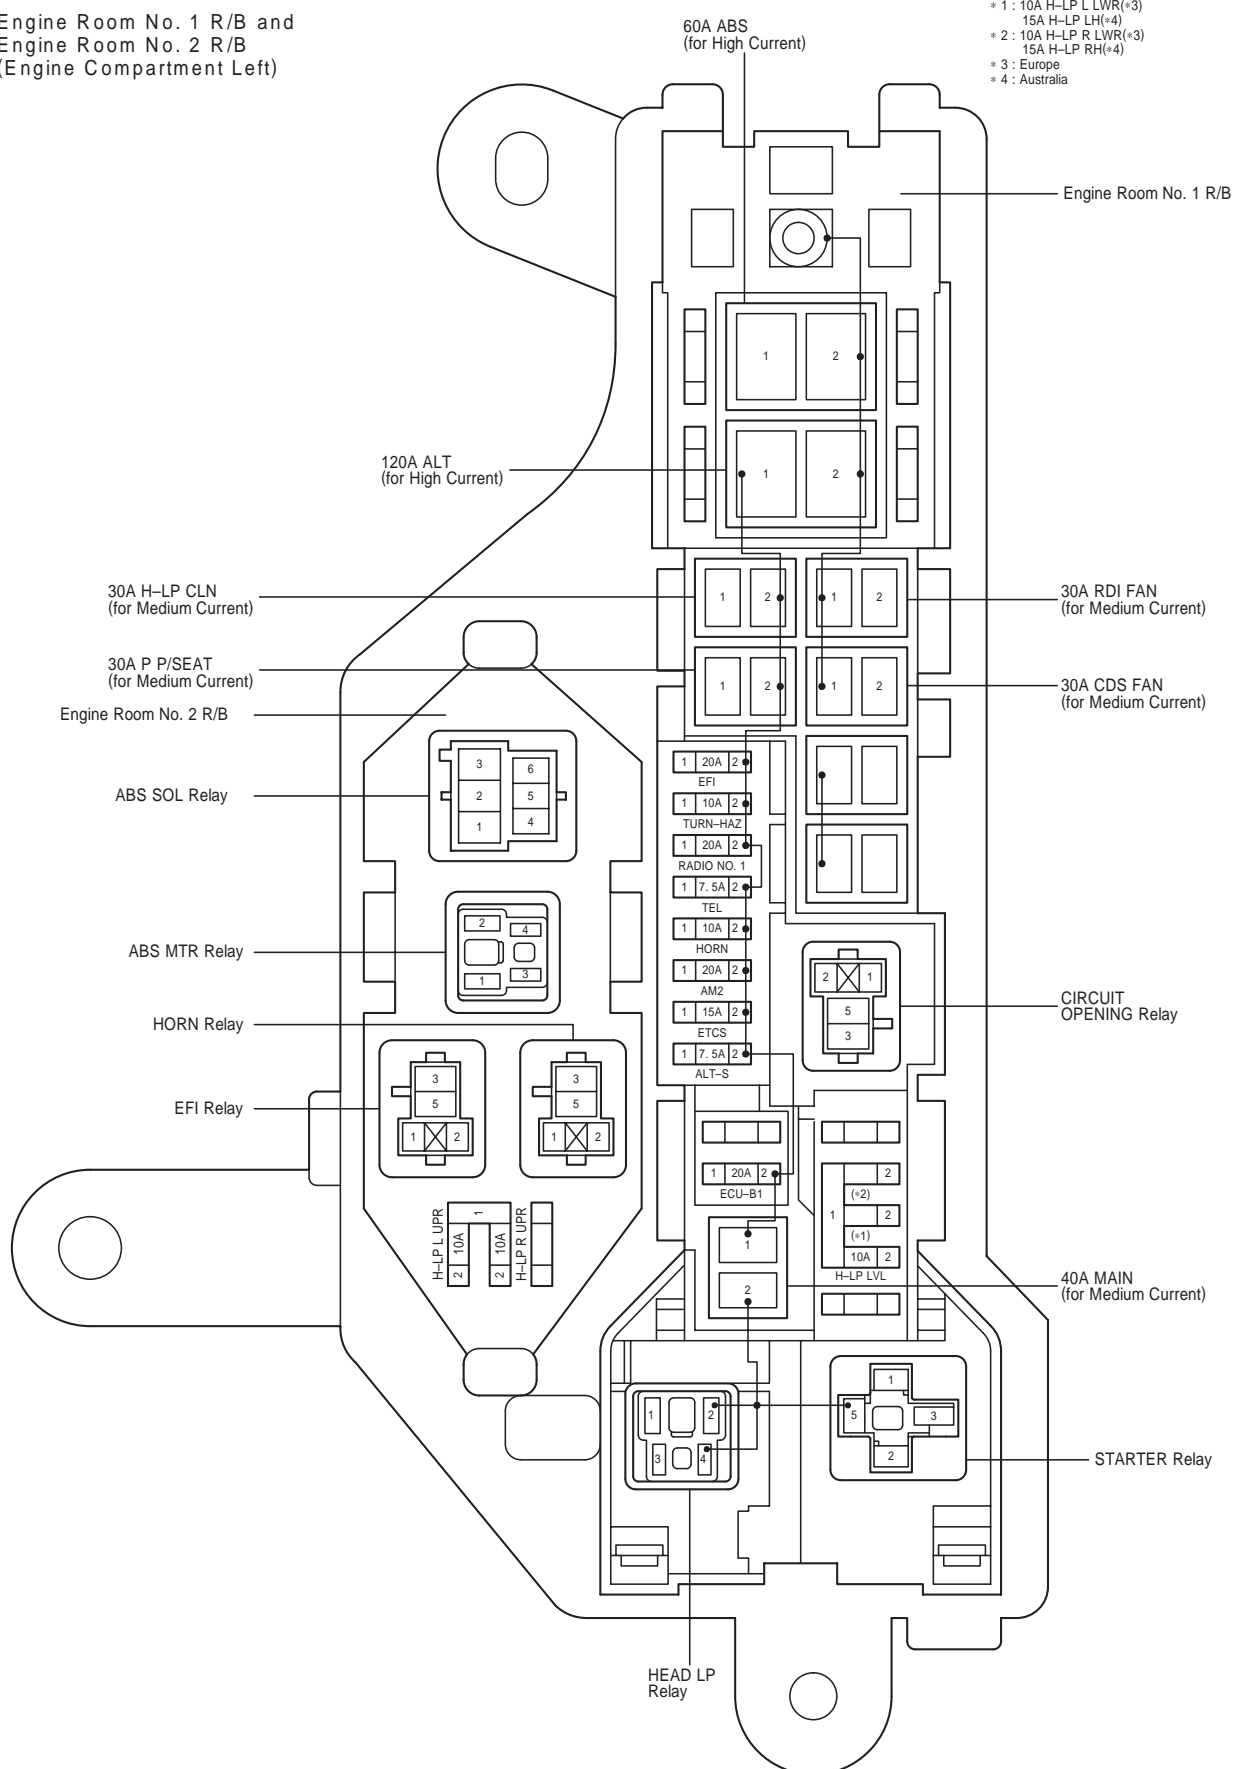 Engine Room No. 1 R/B and
Engine Room No. 2 R/B
(Engine Compartment Left)
60A ABS
(for High Current)
∗ 1 : 10A H–LP L LWR(∗3)
15A H–LP LH(∗4)
∗ 2 : 10A H–LP R LWR(∗3)
15A H–LP RH(∗4)
∗ 3 : Europe
∗ 4 : Australia
Engine Room No. 1 R/B
1 2
120A ALT
(for High Current)
1 2
30A H–LP CLN
(for Medium Current)
1 2
1 2
30A RDI FAN
(for Medium Current)
30A P P/SEAT
(for Medium Current)
1 2
1 2
30A CDS FAN
(for Medium Current)
Engine Room No. 2 R/B
ABS SOL Relay
3 6
2 5
1 4
1 20A 2
EFI
1 10A 2
TURN–HAZ
1 20A 2
RADIO NO. 1
1 7. 5A 2
TEL
1 10A 2
HORN
1 20A 2
AM2
1 15A 2
ETCS
1 7. 5A 2
ALT–S
ABS MTR Relay
2 4
1 3
2 1
5
3
CIRCUIT
OPENING Relay
HORN Relay
EFI Relay
3
5
1 2
3
5
1 2
1 20A 2
ECU–B1
H–LP L UPR
2 10A
1
2 10A
H–LP R UPR
1
2
1
2
(∗2)
2
(∗1)
10A 2
H–LP LVL
40A MAIN
(for Medium Current)
1 2
3 4
1
5 3
2
STARTER Relay
HEAD LP
Relay